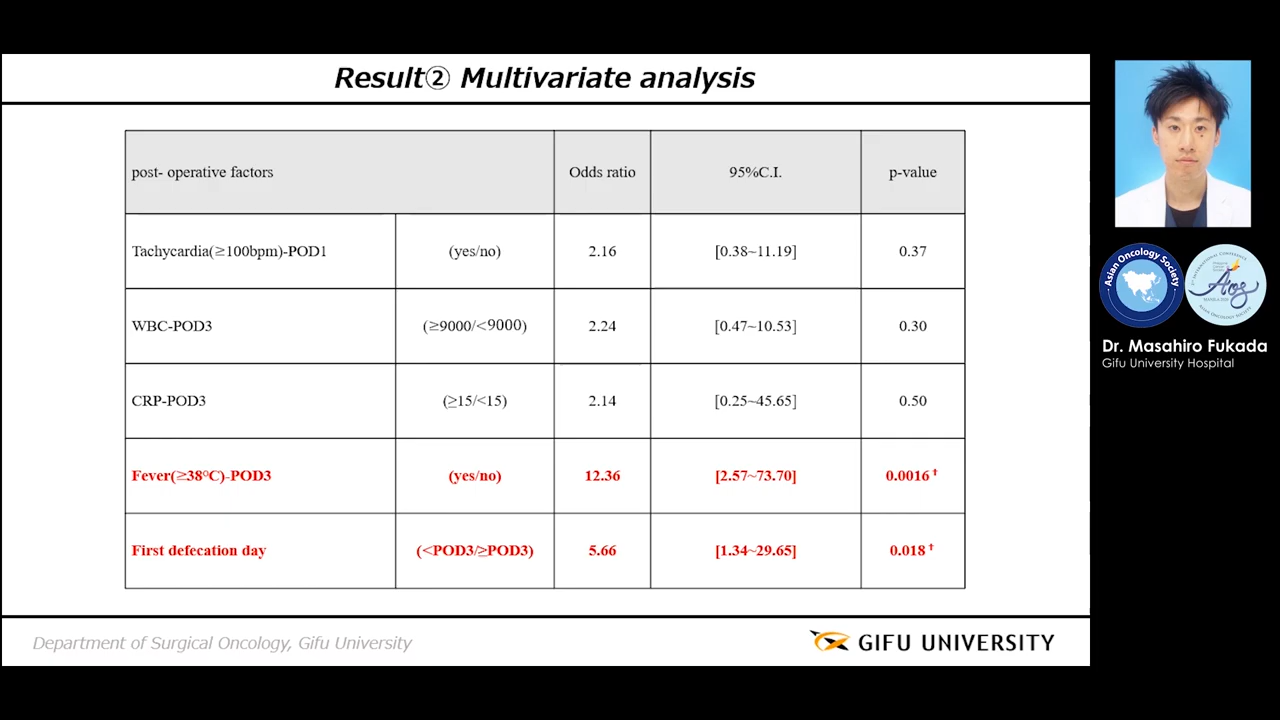 Result② Multivariate analysis
post- operative factors Odds ratio 95%C.I. p-value
Tachycardia(≥100bpm)-POD1 (yes/no) 2.16 [0.38~11.19] 0.37
WBC-POD3 (≥9000/<9000) 2.24 [0.47~10.53] 0.30
CRP-POD3 (≥15/<15) 2.14 [0.25~45.65] 0.50
Fever(≥38°C)-POD3 (yes/no) 12.36 [2.57~73.70] 0.0016†
First defecation day (<POD3/≥POD3) 5.66 [1.34~29.65] 0.018†
Department of Surgical Oncology, Gifu University
GIFU UNIVERSITY
Asian Oncology Society
Aos
ASIAN ONCOLOGY SOCIETY
Dr. Masahiro Fukada
Gifu University Hospital